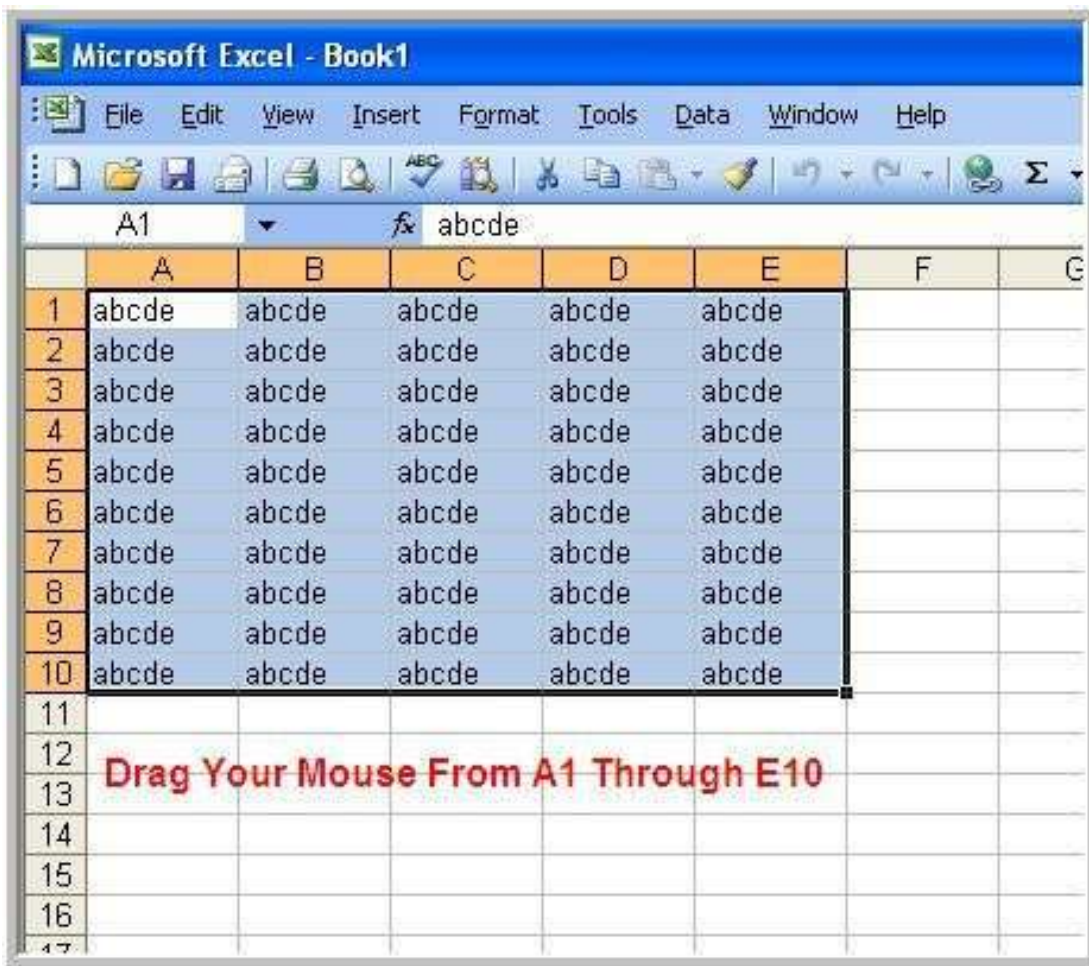 Microsoft Excel - Book1
File Edit View Insert Format Tools Data Window Help
ABC Σ
A1 fx abcde
A B C D E F G
1 abcde abcde abcde abcde abcde
2 abcde abcde abcde abcde abcde
3 abcde abcde abcde abcde abcde
4 abcde abcde abcde abcde abcde
5 abcde abcde abcde abcde abcde
6 abcde abcde abcde abcde abcde
7 abcde abcde abcde abcde abcde
8 abcde abcde abcde abcde abcde
9 abcde abcde abcde abcde abcde
10 abcde abcde abcde abcde abcde
11
12
Drag Your Mouse From A1 Through E10
13
14
15
16
17